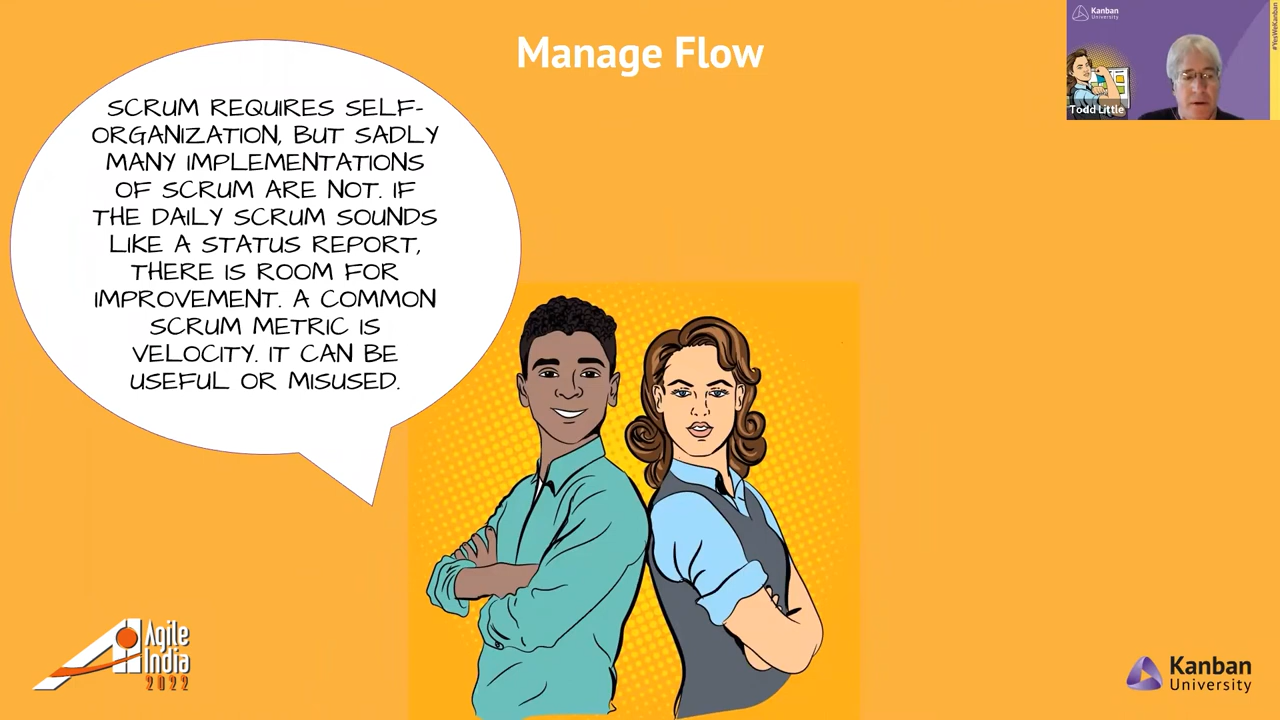 Manage Flow
SCRUM REQUIRES SELF-
ORGANIZATION, BUT SADLY
MANY IMPLEMENTATIONS
OF SCRUM ARE NOT. IF
THE DAILY SCRUM SOUNDS
LIKE A STATUS REPORT,
THERE IS ROOM FOR
IMPROVEMENT. A COMMON
SCRUM METRIC IS
VELOCITY. IT CAN BE
USEFUL OR MISUSED.
Kanban
University
#YesWeKanban
Todd Little
Agile
India
2022
Kanban
University